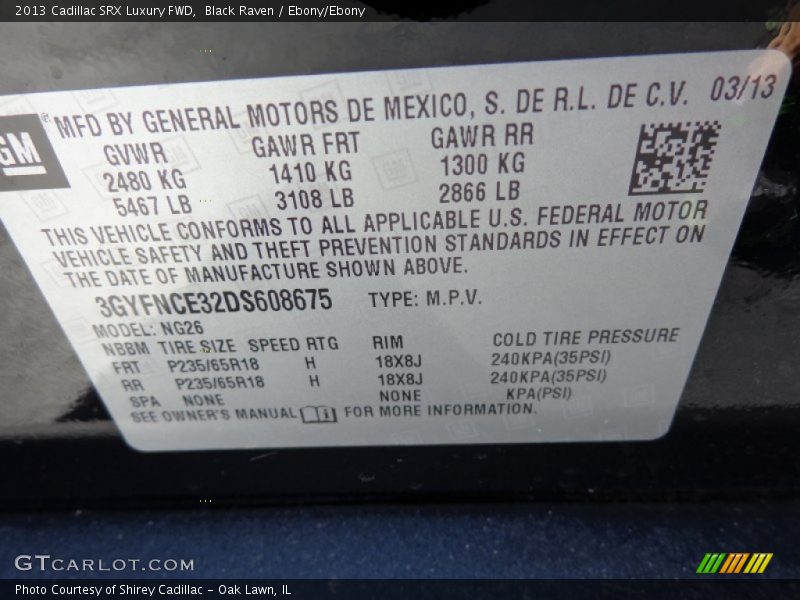 2013 Cadillac SRX Luxury FWD, Black Raven / Ebony/Ebony
GM
MFD BY GENERAL MOTORS DE MEXICO, S. DE R.L. DE C.V. 03/13
GVWR GAWR FRT GAWR RR
2480 KG 1410 KG 1300 KG
5467 LB 3108 LB 2866 LB
THIS VEHICLE CONFORMS TO ALL APPLICABLE U.S. FEDERAL MOTOR
VEHICLE SAFETY AND THEFT PREVENTION STANDARDS IN EFFECT ON
THE DATE OF MANUFACTURE SHOWN ABOVE.
3GYFNCE32DS608675 TYPE: M.P.V.
MODEL: NG26
NBBM TIRE SIZE SPEED RTG RIM COLD TIRE PRESSURE
FRT P235/65R18 H 18X8J 240KPA(35PSI)
RR P235/65R18 H 18X8J 240KPA(35PSI)
SPA NONE NONE KPA(PSI)
SEE OWNER'S MANUAL FOR MORE INFORMATION.
GTCARLOT.COM
Photo Courtesy of Shirey Cadillac - Oak Lawn, IL